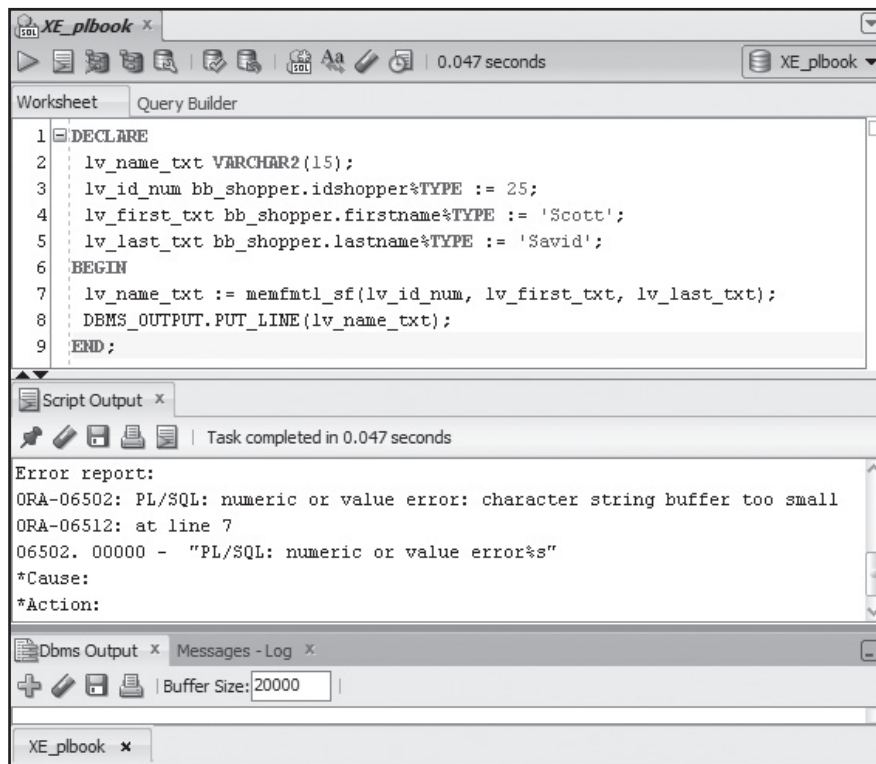 SQL XE_plbook x
SQL Aa 0.047 seconds XE_plbook
Worksheet Query Builder
1 DECLARE
2 lv_name_txt VARCHAR2(15);
3 lv_id_num bb_shopper.idshopper%TYPE := 25;
4 lv_first_txt bb_shopper.firstname%TYPE := 'Scott';
5 lv_last_txt bb_shopper.lastname%TYPE := 'Savid';
6 BEGIN
7 lv_name_txt := memfmt1_sf(lv_id_num, lv_first_txt, lv_last_txt);
8 DBMS_OUTPUT.PUT_LINE(lv_name_txt);
9 END;
Script Output x
Task completed in 0.047 seconds
Error report:
ORA-06502: PL/SQL: numeric or value error: character string buffer too small
ORA-06512: at line 7
06502. 00000 - "PL/SQL: numeric or value error%s"
*Cause:
*Action:
Dbms Output x Messages - Log x
Buffer Size: 20000
XE_plbook x